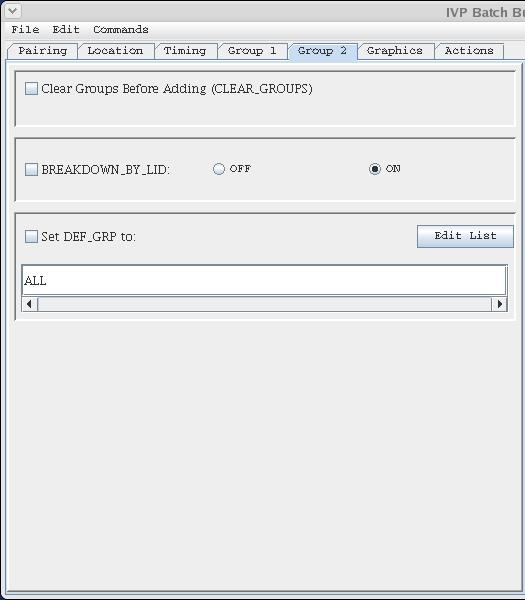 IVP Batch
File Edit Commands
Pairing Location Timing Group 1 Group 2 Graphics Actions
Clear Groups Before Adding (CLEAR_GROUPS)
BREAKDOWN_BY_LID: OFF ON
Set DEF_GRP to: Edit List
ALL